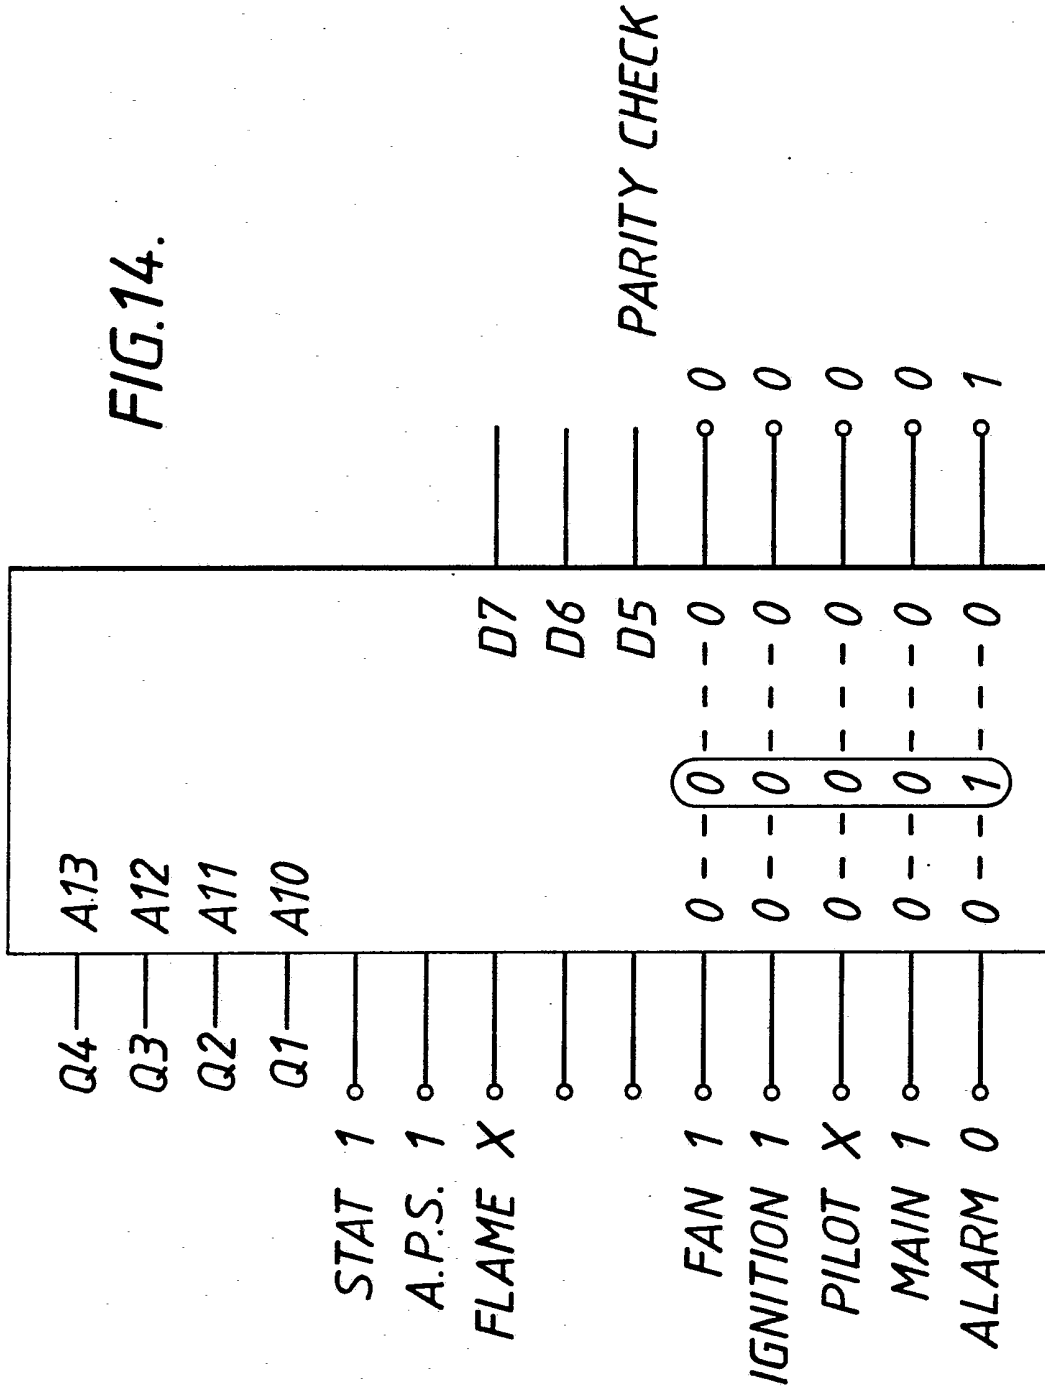 FIG.14.
Q4 A13
Q3 A12
Q2 A11
Q1 A10
STAT 1
A.P.S. 1
FLAME X D7
D6
D5 PARITY CHECK
FAN 1 0 0 0 0
IGNITION 1 0 0 0 0
PILOT X 0 0 0 0
MAIN 1 0 0 0 0
ALARM 0 0 1 0 1